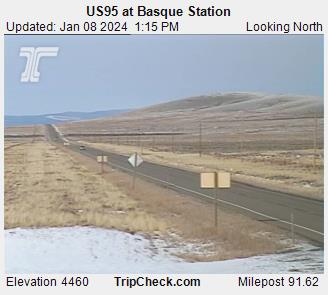 US95 at Basque Station
Updated: Jan 08 2024 1:15 PM Looking North
Elevation 4460 TripCheck.com Milepost 91.62